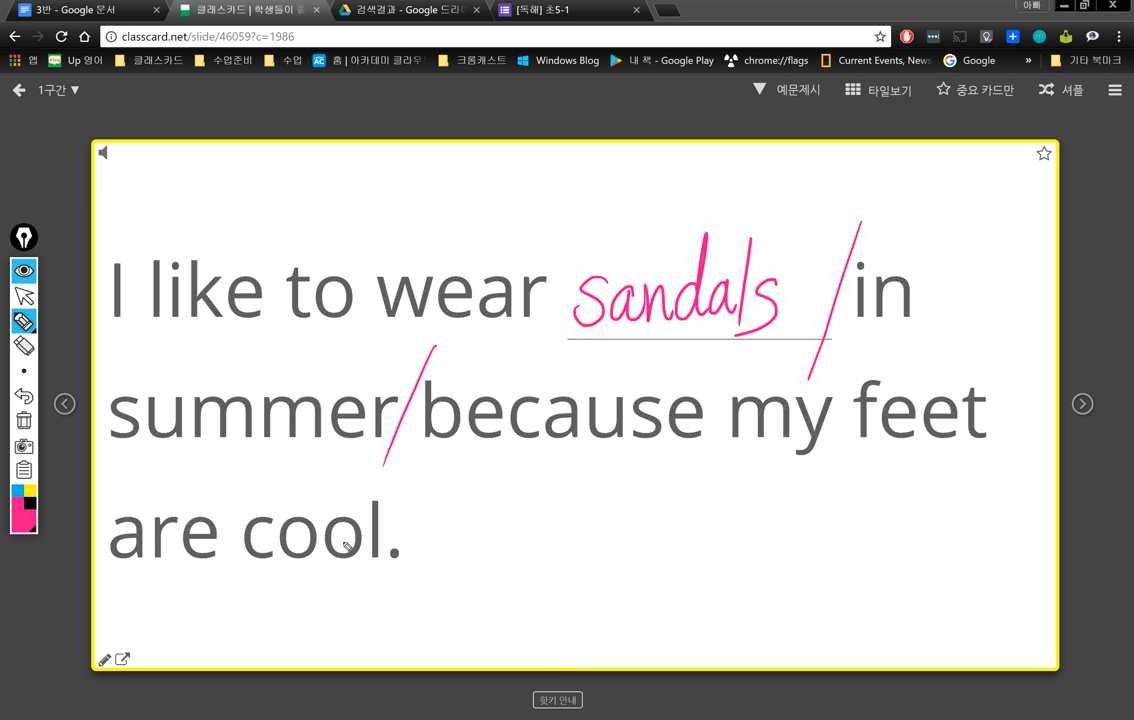 3반 - Google 문서
클래스카드 | 학생들이 좋
검색결과 - Google 드라이
[독해] 초5-1
아빠
classcard.net/slide/46059?c=1986
앱 Up 영어 클래스카드 수업준비 수업 홈 | 아카데미 클라우 크롬캐스트 Windows Blog 내 책 - Google Play chrome://flags Current Events, News Google » 기타 북마크
1구간 ▼ ▼ 예문제시 타일보기 중요 카드만 셔플
I like to wear sandals / in
summer / because my feet
are cool.
핫키 안내